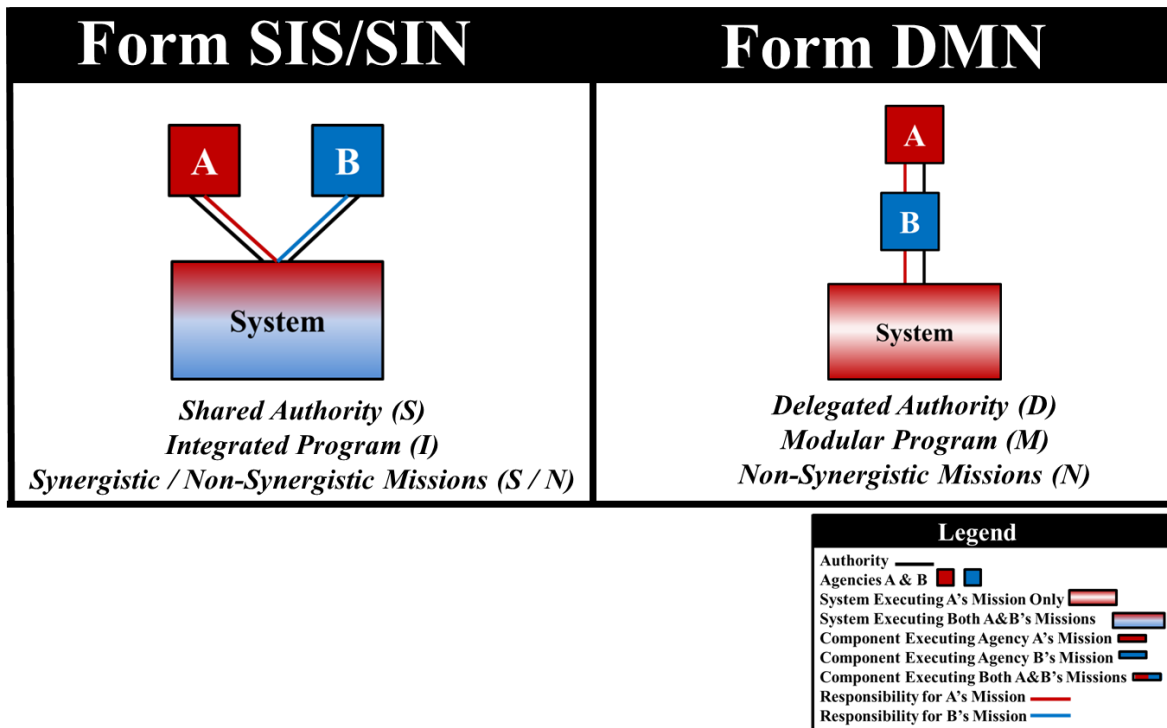 Form SIS/SIN
Form DMN
A
B
System
Shared Authority (S)
Integrated Program (I)
Synergistic / Non-Synergistic Missions (S / N)
A
B
System
Delegated Authority (D)
Modular Program (M)
Non-Synergistic Missions (N)
Legend
Authority
Agencies A & B
System Executing A's Mission Only
System Executing Both A&B's Missions
Component Executing Agency A's Mission
Component Executing Agency B's Mission
Component Executing Both A&B's Missions
Responsibility for A's Mission
Responsibility for B's Mission